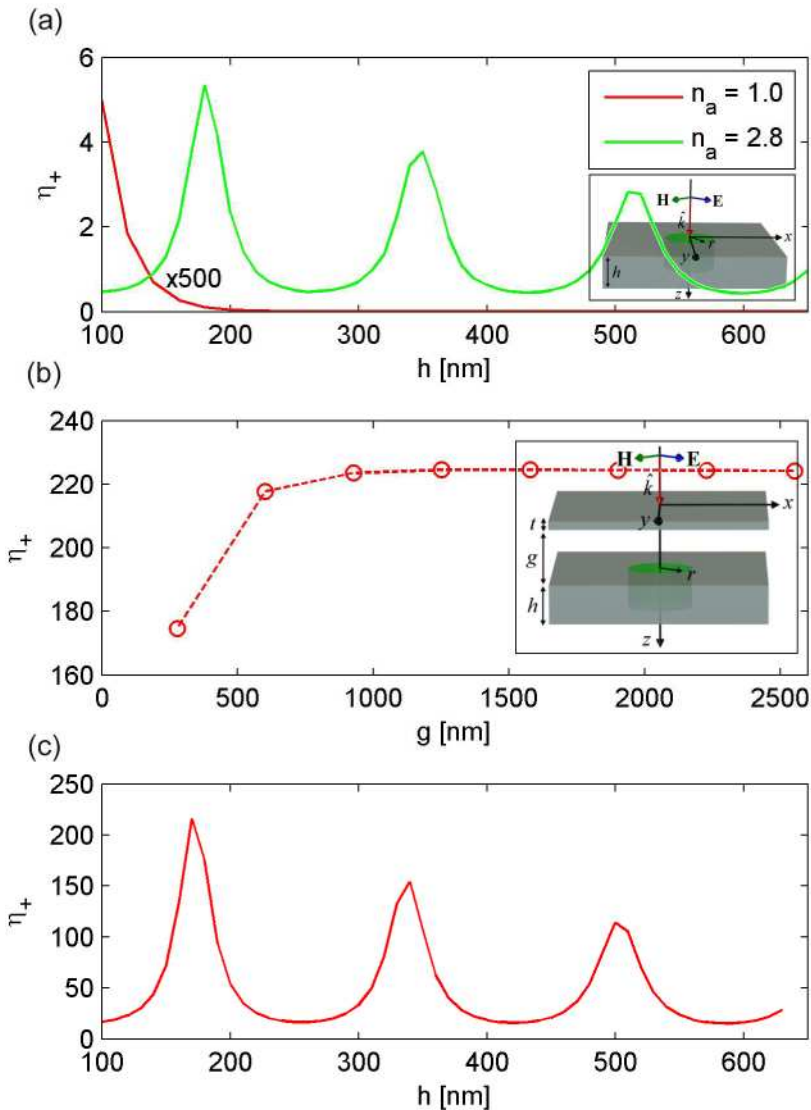 (a)
6
4
2
0
η+
x500
n_a = 1.0
n_a = 2.8
H E
k̂
x
r
y
h
z
100 200 300 400 500 600
h [nm]
(b)
240
220
200
180
160
η+
H E
k̂
x
t y
g
r
h
z
0 500 1000 1500 2000 2500
g [nm]
(c)
250
200
150
100
50
0
η+
100 200 300 400 500 600
h [nm]